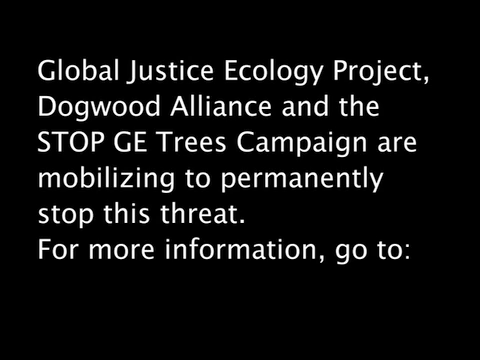 Global Justice Ecology Project,
Dogwood Alliance and the
STOP GE Trees Campaign are
mobilizing to permanently
stop this threat.
For more information, go to: